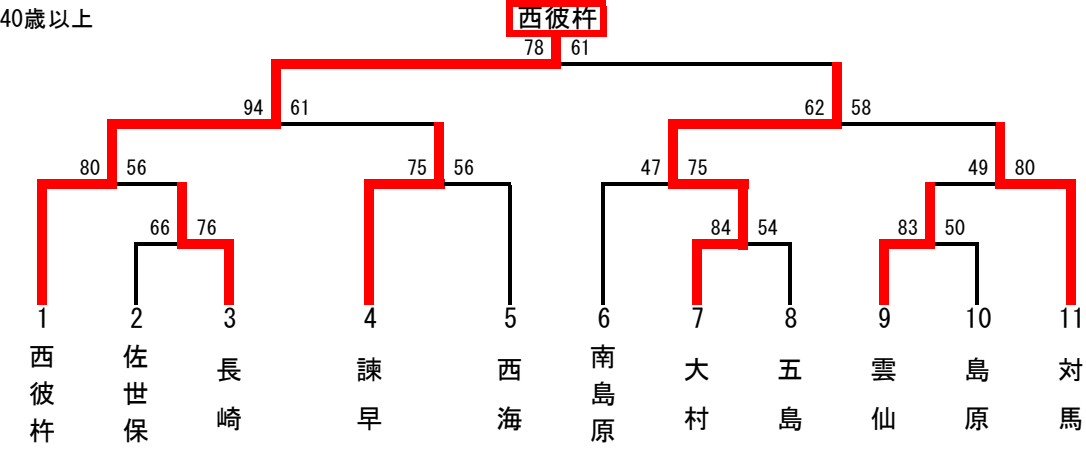 40歳以上
西彼杵
78 61
94 61
62 58
80 56
75 56
47 75
49 80
66 76
84 54
83 50
1 2 3 4 5 6 7 8 9 10 11
西彼杵
佐世保
長崎
諫早
西海
南島原
大村
五島
雲仙
島原
対馬